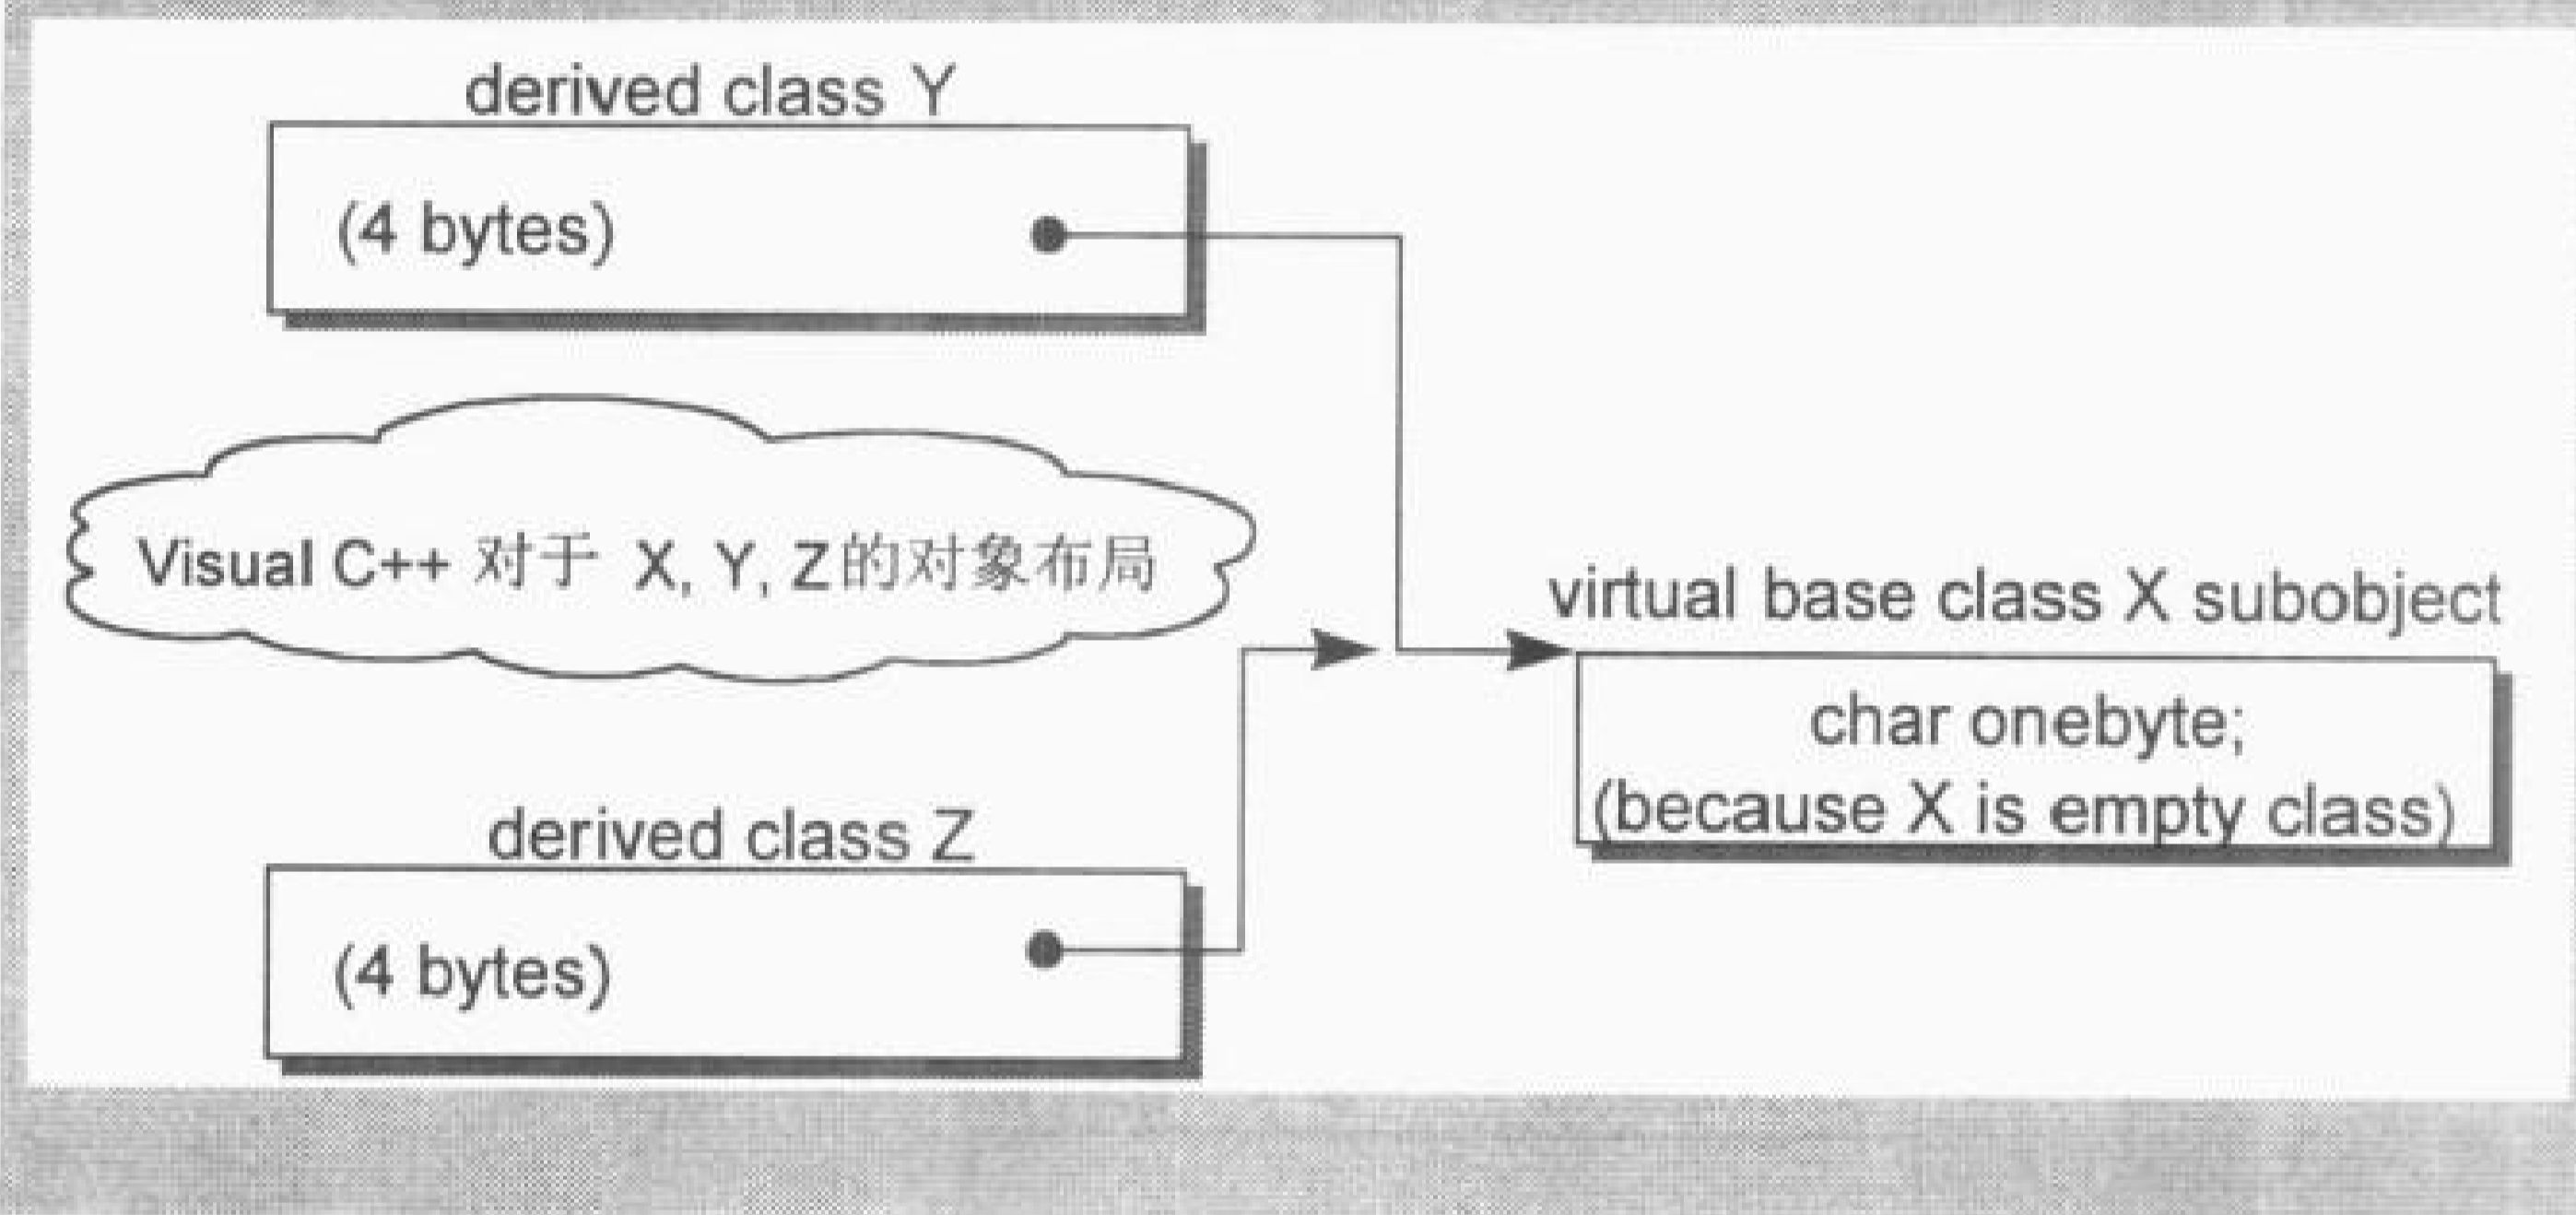 derived class Y
(4 bytes)
Visual C++ 对于 X, Y, Z的对象布局
virtual base class X subobject
char onebyte;
(because X is empty class)
derived class Z
(4 bytes)